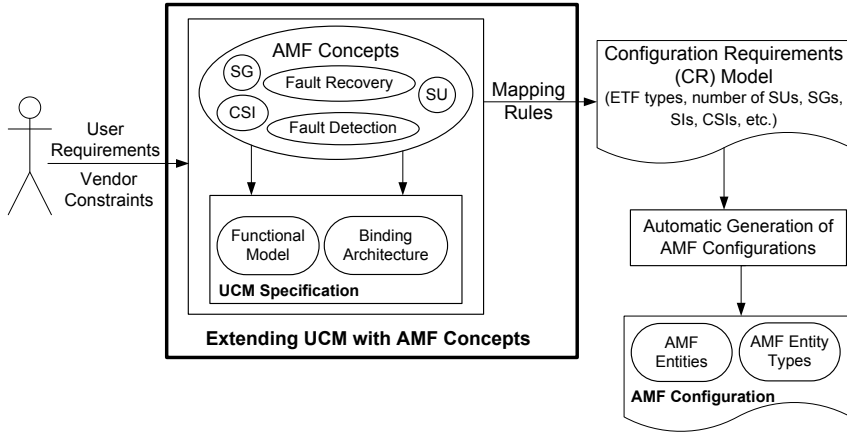 User
Requirements
Vendor
Constraints
AMF Concepts
SG
Fault Recovery
SU
CSI
Fault Detection
Functional
Model
Binding
Architecture
UCM Specification
Extending UCM with AMF Concepts
Mapping
Rules
Configuration Requirements
(CR) Model
(ETF types, number of SUs, SGs,
SIs, CSIs, etc.)
Automatic Generation of
AMF Configurations
AMF
Entities
AMF Entity
Types
AMF Configuration